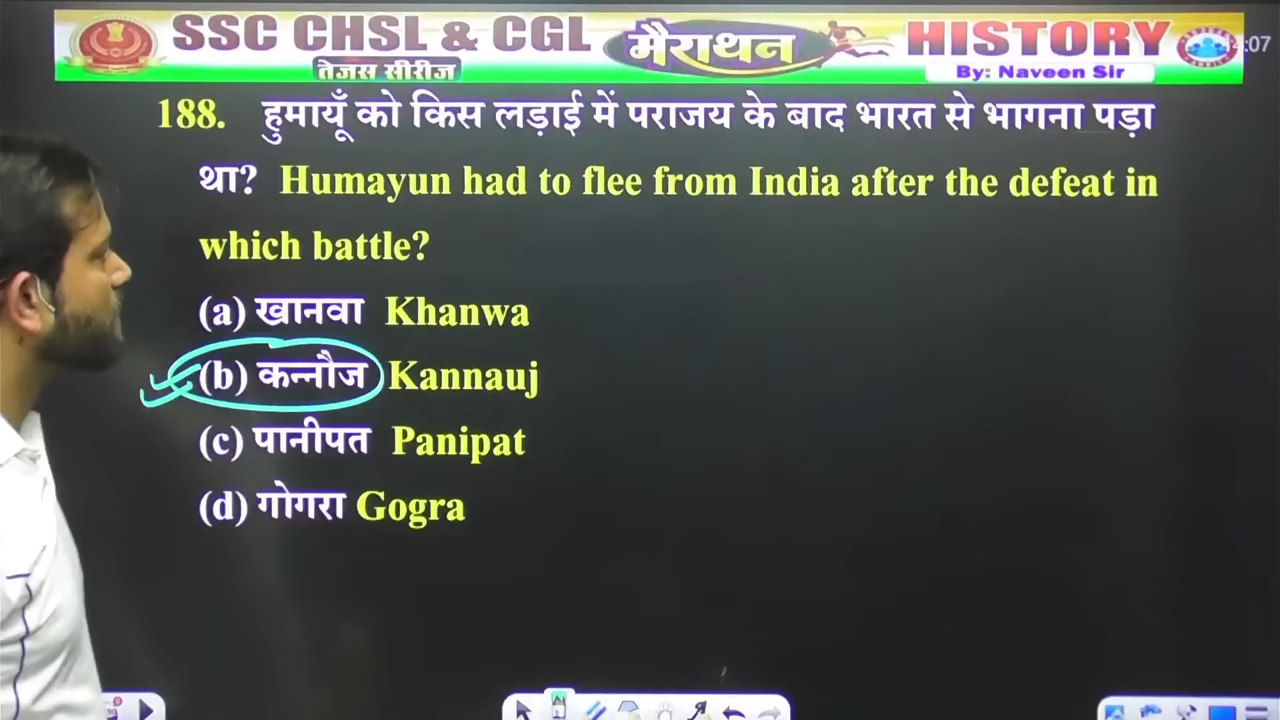 SSC CHSL & CGL
तेजस सीरीज
मैराथन
HISTORY
By: Naveen Sir
:07
188. हुमायूँ को किस लड़ाई में पराजय के बाद भारत से भागना पड़ा
था? Humayun had to flee from India after the defeat in
which battle?
(a) खानवा Khanwa
(b) कन्नौज Kannauj
(c) पानीपत Panipat
(d) गोगरा Gogra